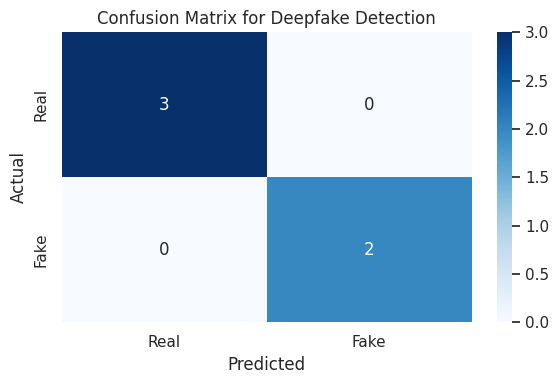 Confusion Matrix for Deepfake Detection
Actual
Real
Fake
3
0
0
2
Real
Fake
Predicted
3.0
2.5
2.0
1.5
1.0
0.5
0.0